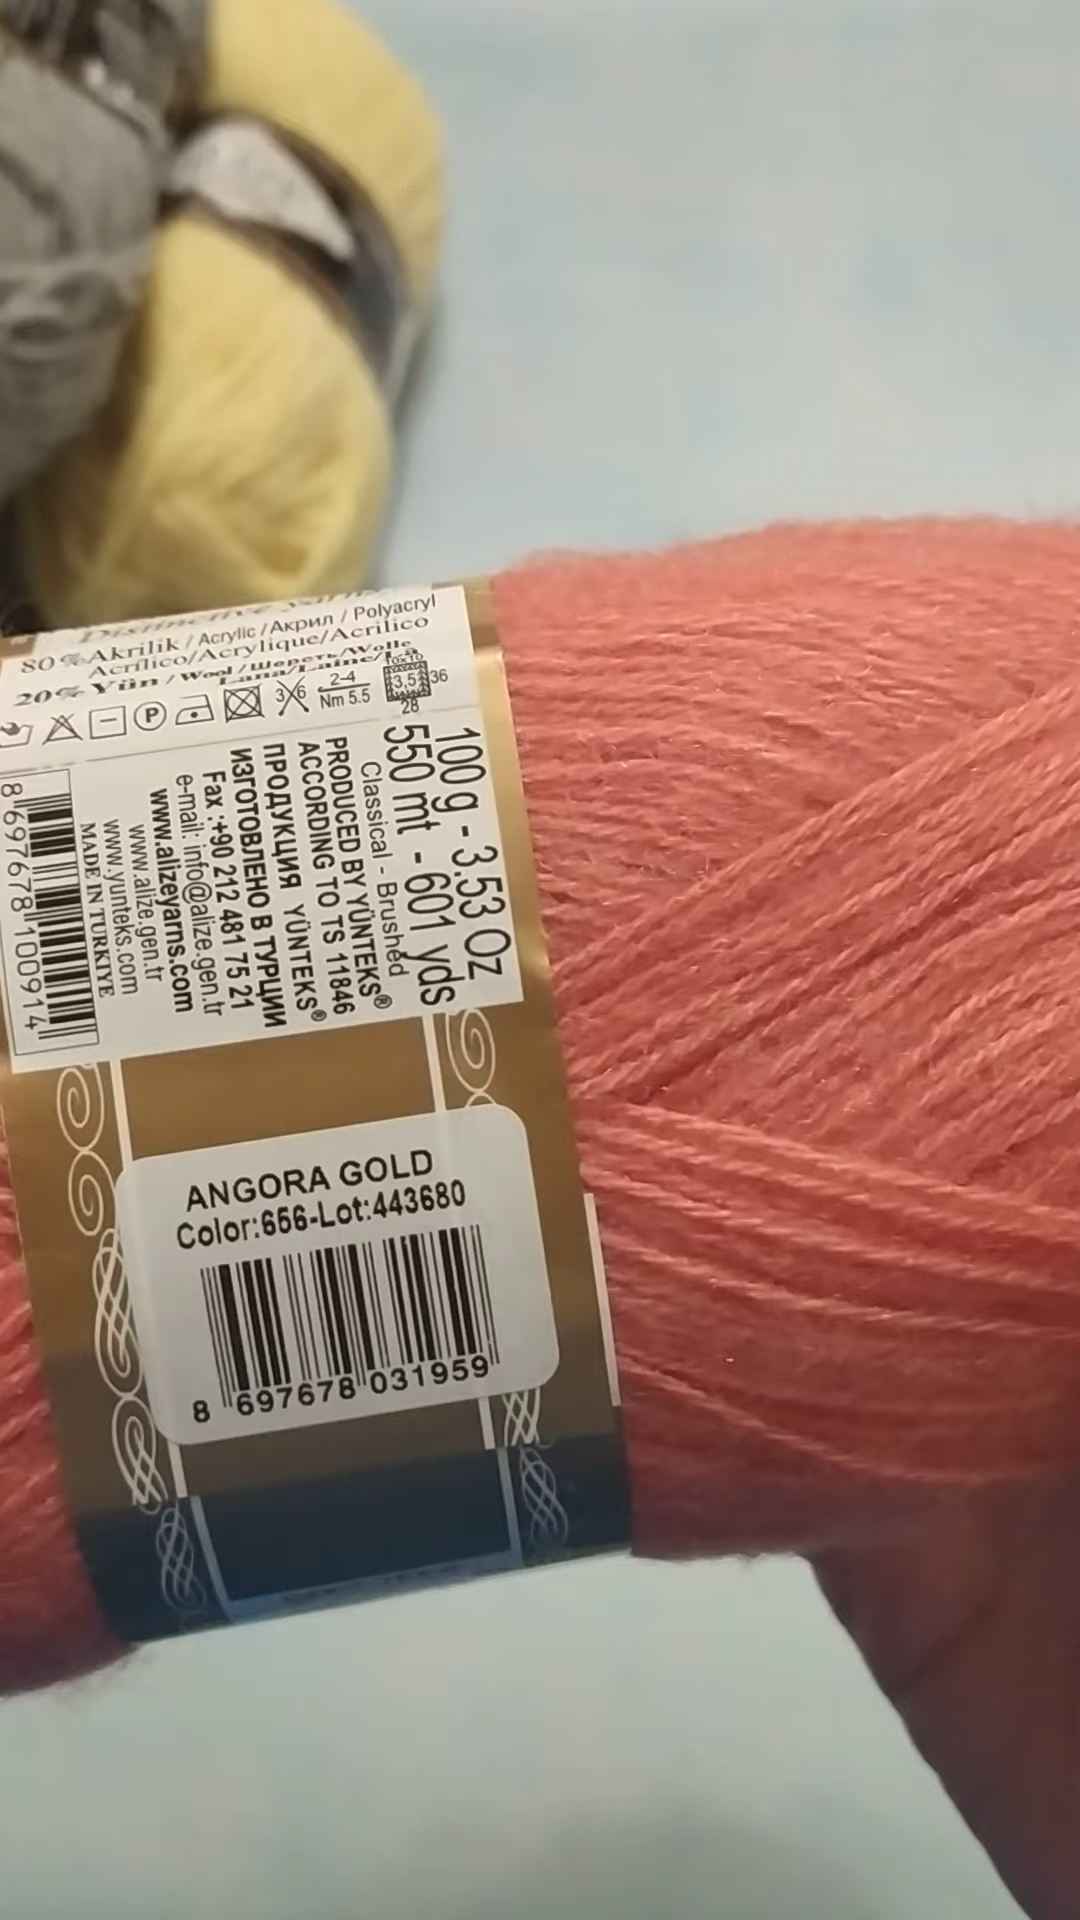 Distinctive yarns
80%Akrilik / Acrylic / Акрил / Polyacryl
Acrílico/Acrylique/Acrilico
20% Yün / Wool / Шерсть/Wolle
Lana/Laine/La
P
3 6
2-4
Nm 5.5
10x10
3,5
36
28
100 g - 3.53 Oz
550 mt - 601 yds
Classical - Brushed
PRODUCED BY YÜNTEKS®
ACCORDING TO TS 11846
ПРОДУКЦИЯ YÜNTEKS®
ИЗГОТОВЛЕНО В ТУРЦИИ
Fax :+90 212 481 75 21
e-mail: info@alize.gen.tr
www.alizeyarns.com
www.alize.gen.tr
www.yunteks.com
MADE IN TURKIYE
8 697678 100914
ANGORA GOLD
Color:656-Lot:443680
8 697678 031959